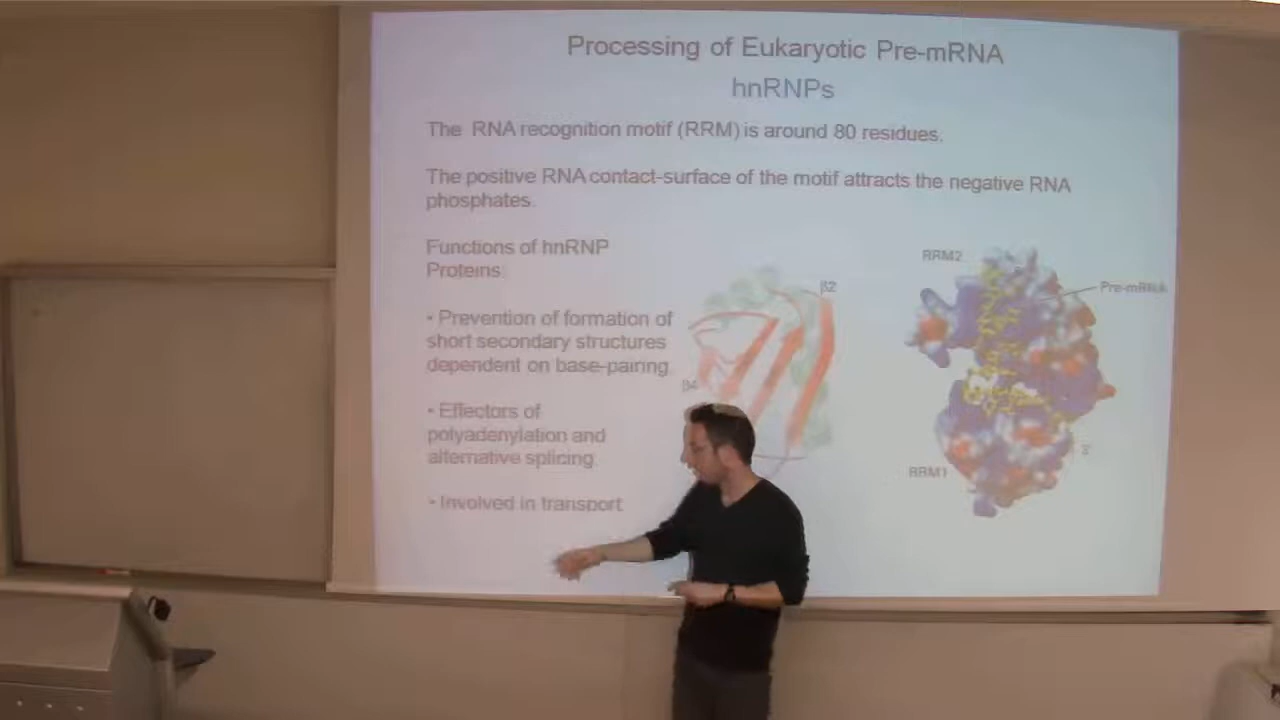 Processing of Eukaryotic Pre-mRNA
hnRNPs
The RNA recognition motif (RRM) is around 80 residues.
The positive RNA contact-surface of the motif attracts the negative RNA
phosphates.
Functions of hnRNP
Proteins:
• Prevention of formation of
short secondary structures
dependent on base-pairing
• Effectors of
polyadenylation and
alternative splicing
• Involved in transport
β2
β4
RRM2
Pre-mRNA
3'
RRM1